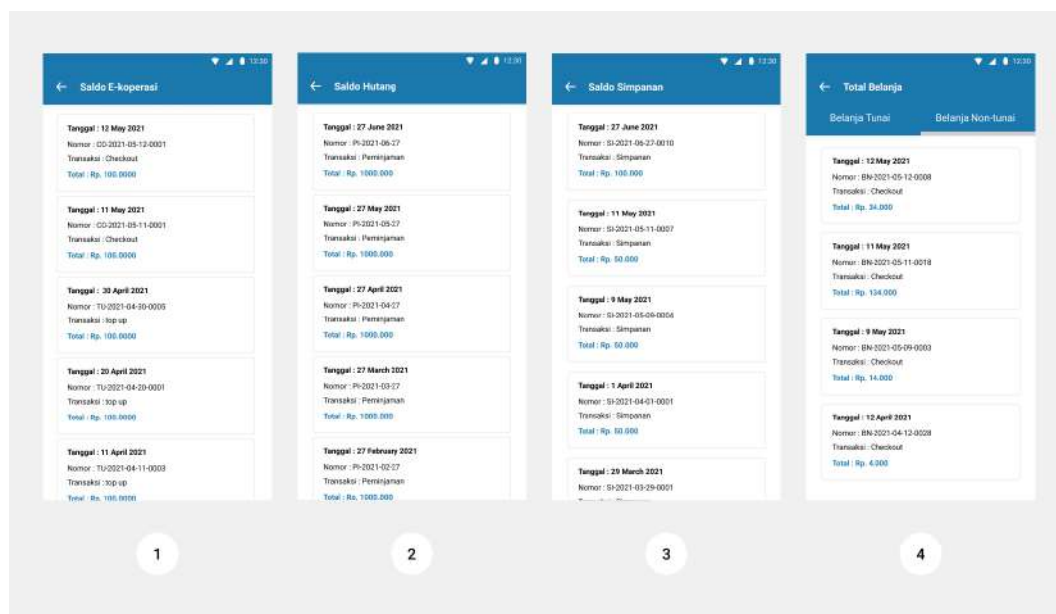 12:30
Saldo E-koperasi
Tanggal : 12 May 2021
Nomor : CO-2021-05-12-0001
Transaksi : Checkout
Total : Rp. 100.0000
Tanggal : 11 May 2021
Nomor : CO-2021-05-11-0001
Transaksi : Checkout
Total : Rp. 100.0000
Tanggal : 30 April 2021
Nomor : TU-2021-04-30-0005
Transaksi : top up
Total : Rp. 100.0000
Tanggal : 20 April 2021
Nomor : TU-2021-04-20-0001
Transaksi : top up
Total : Rp. 100.0000
Tanggal : 11 April 2021
Nomor : TU-2021-04-11-0003
Transaksi : top up
Total : Rp. 100.0000
1
12:30
Saldo Hutang
Tanggal : 27 June 2021
Nomor : PI-2021-06-27
Transaksi : Peminjaman
Total : Rp. 1000.000
Tanggal : 27 May 2021
Nomor : PI-2021-05-27
Transaksi : Peminjaman
Total : Rp. 1000.000
Tanggal : 27 April 2021
Nomor : PI-2021-04-27
Transaksi : Peminjaman
Total : Rp. 1000.000
Tanggal : 27 March 2021
Nomor : PI-2021-03-27
Transaksi : Peminjaman
Total : Rp. 1000.000
Tanggal : 27 February 2021
Nomor : PI-2021-02-27
Transaksi : Peminjaman
Total : Rp. 1000.000
2
12:30
Saldo Simpanan
Tanggal : 27 June 2021
Nomor : SI-2021-06-27-0010
Transaksi : Simpanan
Total : Rp. 100.000
Tanggal : 11 May 2021
Nomor : SI-2021-05-11-0007
Transaksi : Simpanan
Total : Rp. 50.000
Tanggal : 9 May 2021
Nomor : SI-2021-05-09-0004
Transaksi : Simpanan
Total : Rp. 50.000
Tanggal : 1 April 2021
Nomor : SI-2021-04-01-0001
Transaksi : Simpanan
Total : Rp. 50.000
Tanggal : 29 March 2021
Nomor : SI-2021-03-29-0001
3
12:30
Total Belanja
Belanja Tunai Belanja Non-tunai
Tanggal : 12 May 2021
Nomor : BN-2021-05-12-0008
Transaksi : Checkout
Total : Rp. 34.000
Tanggal : 11 May 2021
Nomor : BN-2021-05-11-0018
Transaksi : Checkout
Total : Rp. 134.000
Tanggal : 9 May 2021
Nomor : BN-2021-05-09-0003
Transaksi : Checkout
Total : Rp. 14.000
Tanggal : 12 April 2021
Nomor : BN-2021-04-12-0028
Transaksi : Checkout
Total : Rp. 4.000
4